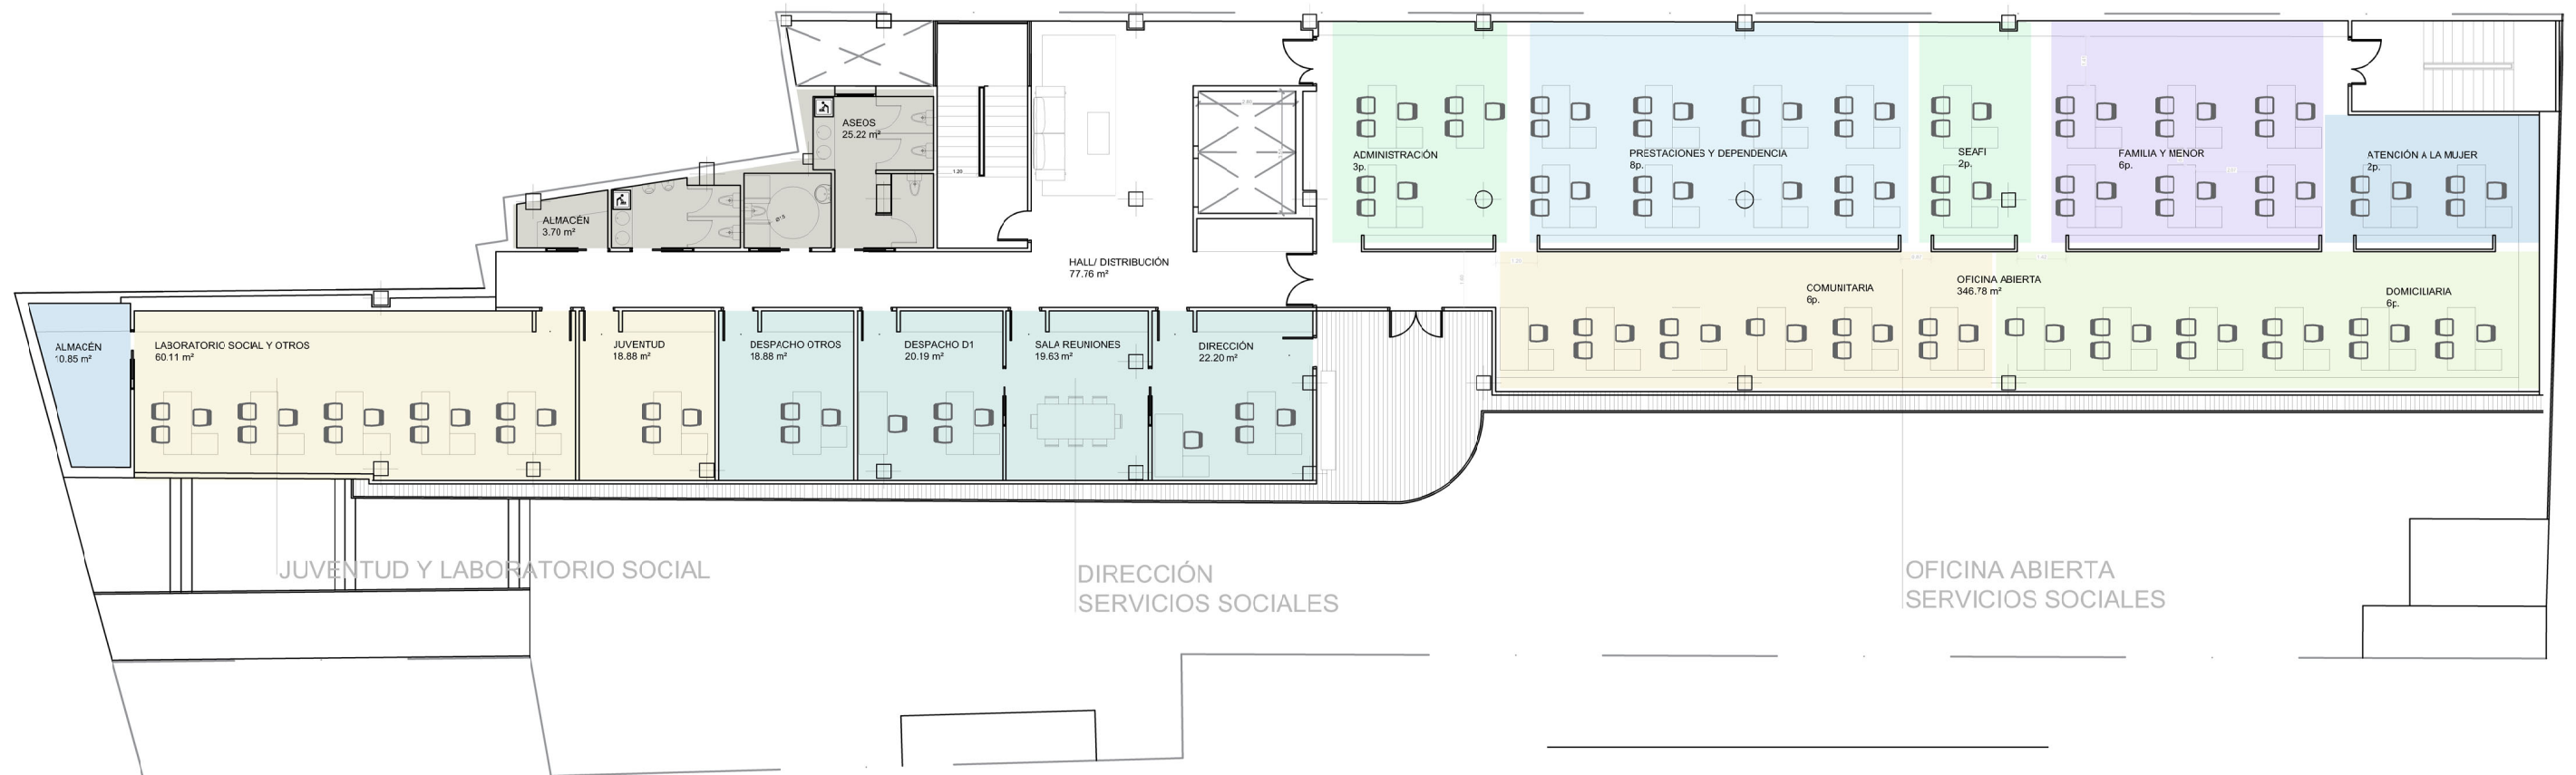 ASEOS
25.22 m²
ALMACÉN
3.70 m²
1.20
Ø1.5
HALL/ DISTRIBUCIÓN
77.76 m²
ADMINISTRACIÓN
3p.
PRESTACIONES Y DEPENDENCIA
8p.
SEAFI
2p.
FAMILIA Y MENOR
6p.
ATENCIÓN A LA MUJER
2p.
COMUNITARIA
6p.
OFICINA ABIERTA
346.78 m²
DOMICILIARIA
6p.
ALMACÉN
10.85 m²
LABORATORIO SOCIAL Y OTROS
60.11 m²
JUVENTUD
18.88 m²
DESPACHO OTROS
18.88 m²
DESPACHO D1
20.19 m²
SALA REUNIONES
19.63 m²
DIRECCIÓN
22.20 m²
JUVENTUD Y LABORATORIO SOCIAL
DIRECCIÓN
SERVICIOS SOCIALES
OFICINA ABIERTA
SERVICIOS SOCIALES